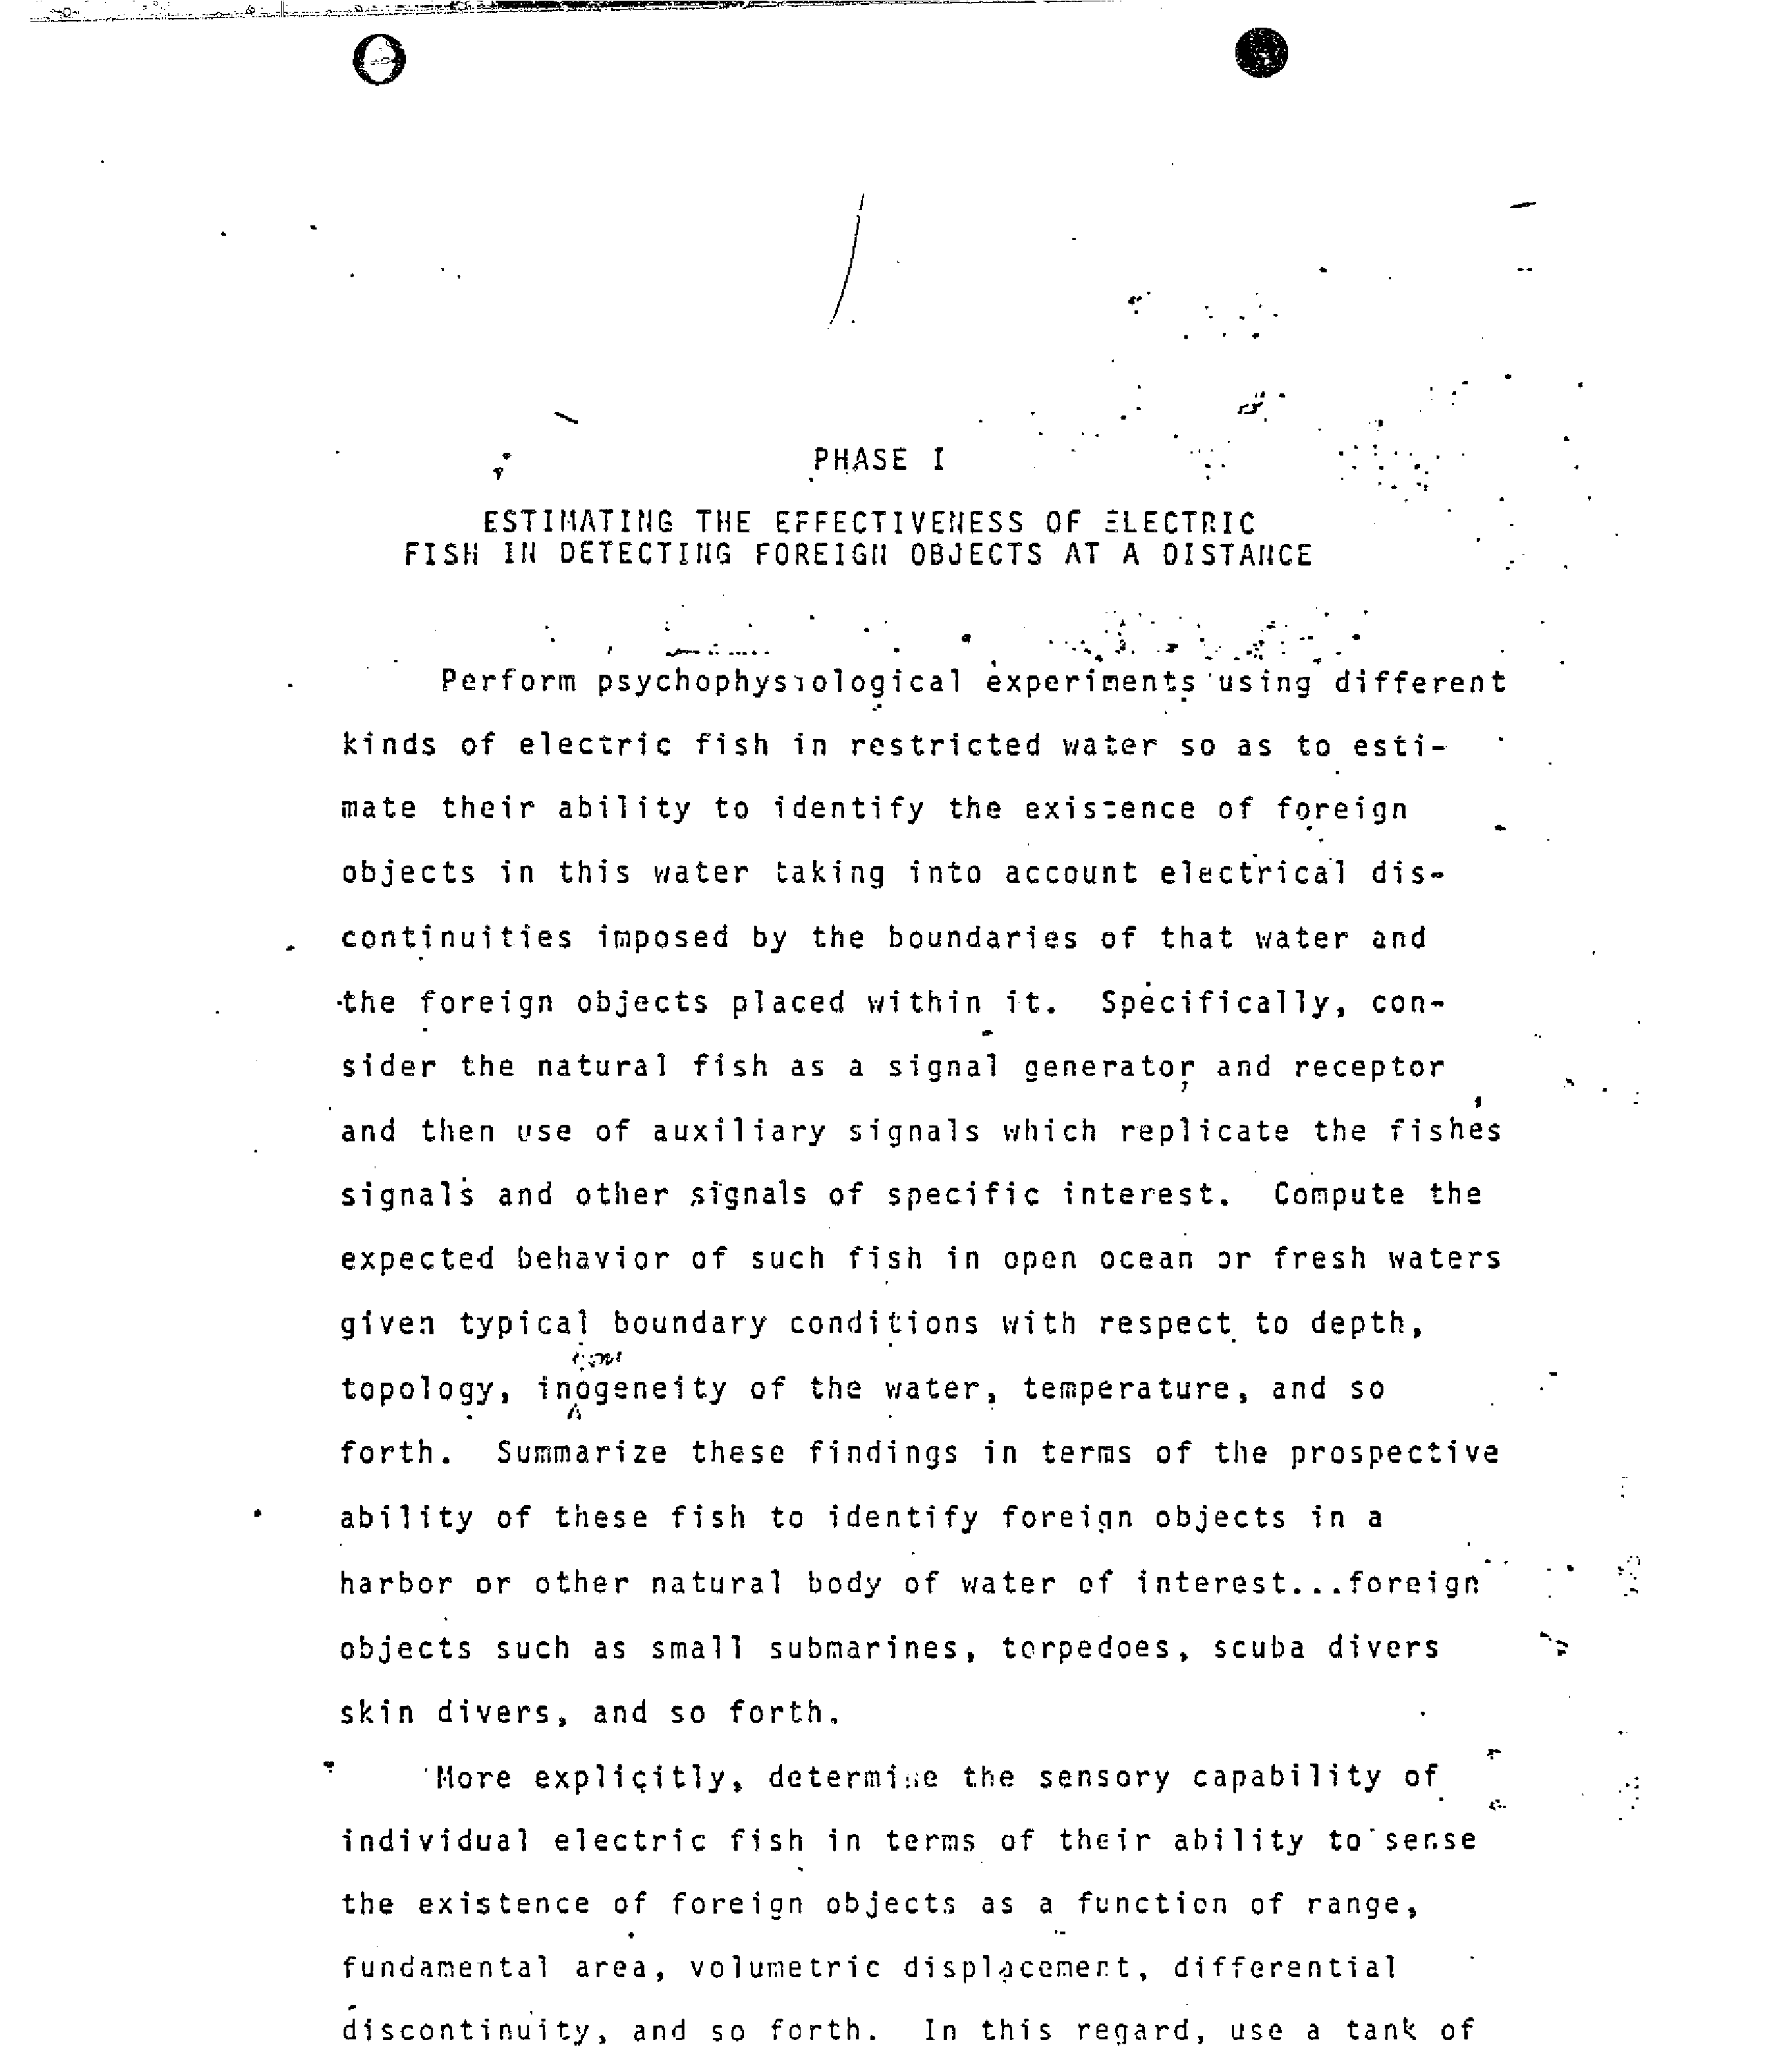 PHASE I
ESTIMATING THE EFFECTIVENESS OF ELECTRIC
FISH IN DETECTING FOREIGN OBJECTS AT A DISTANCE
Perform psychophysiological experiments using different
kinds of electric fish in restricted water so as to esti-
mate their ability to identify the existence of foreign
objects in this water taking into account electrical dis-
continuities imposed by the boundaries of that water and
the foreign objects placed within it. Specifically, con-
sider the natural fish as a signal generator and receptor
and then use of auxiliary signals which replicate the fishes
signals and other signals of specific interest. Compute the
expected behavior of such fish in open ocean or fresh waters
given typical boundary conditions with respect to depth,
topology, inogeneity of the water, temperature, and so
forth. Summarize these findings in terms of the prospective
ability of these fish to identify foreign objects in a
harbor or other natural body of water of interest...foreign
objects such as small submarines, torpedoes, scuba divers
skin divers, and so forth.
More explicitly, determine the sensory capability of
individual electric fish in terms of their ability to sense
the existence of foreign objects as a function of range,
fundamental area, volumetric displacement, differential
discontinuity, and so forth. In this regard, use a tank of